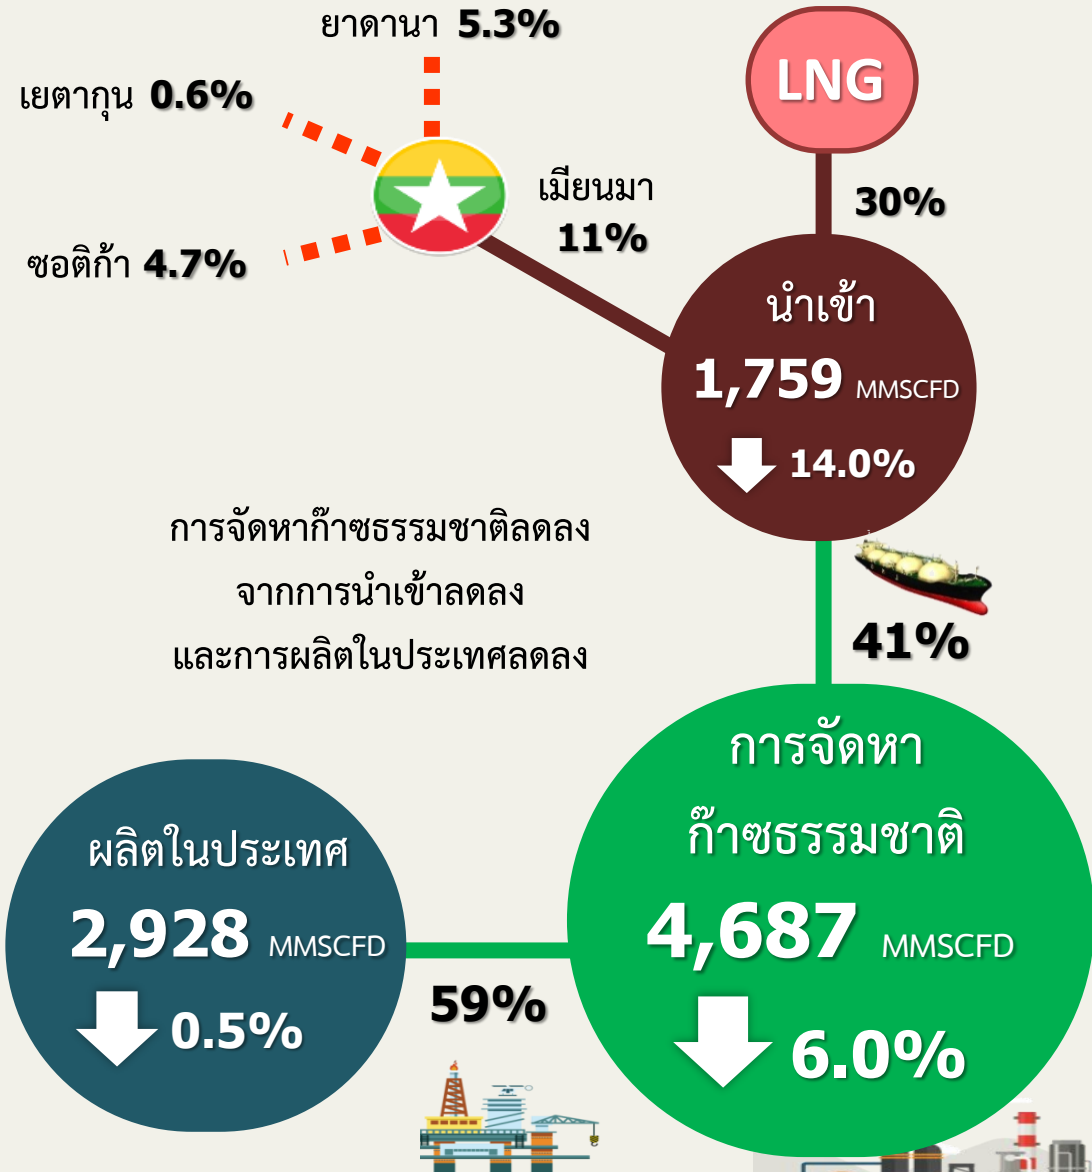 ยาดานา 5.3%
เยตากุน 0.6%
LNG
เมียนมา
11%
30%
ซอติก้า 4.7%
นำเข้า
1,759 MMSCFD
14.0%
การจัดหาก๊าซธรรมชาติลดลง
จากการนำเข้าลดลง
และการผลิตในประเทศลดลง
41%
การจัดหา
ก๊าซธรรมชาติ
4,687 MMSCFD
6.0%
ผลิตในประเทศ
2,928 MMSCFD
0.5%
59%